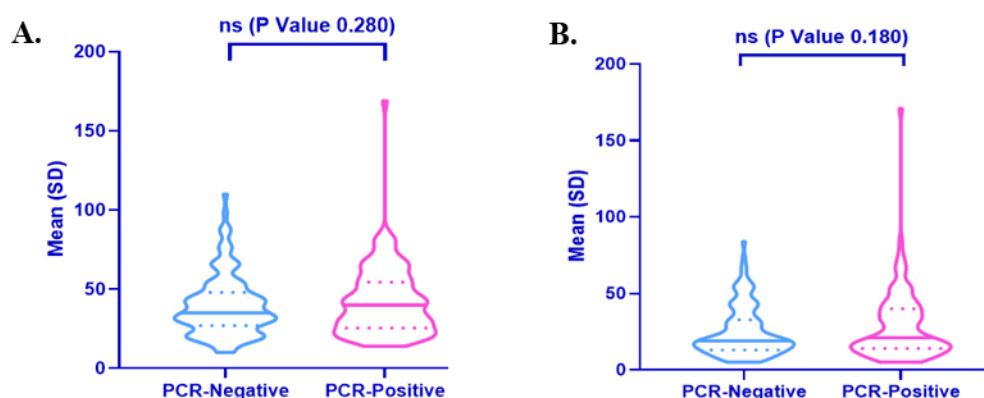 A.
ns (P Value 0.280)
200
150
100
50
0
Mean (SD)
PCR-Negative PCR-Positive
B.
ns (P Value 0.180)
200
150
100
50
0
Mean (SD)
PCR-Negative PCR-Positive